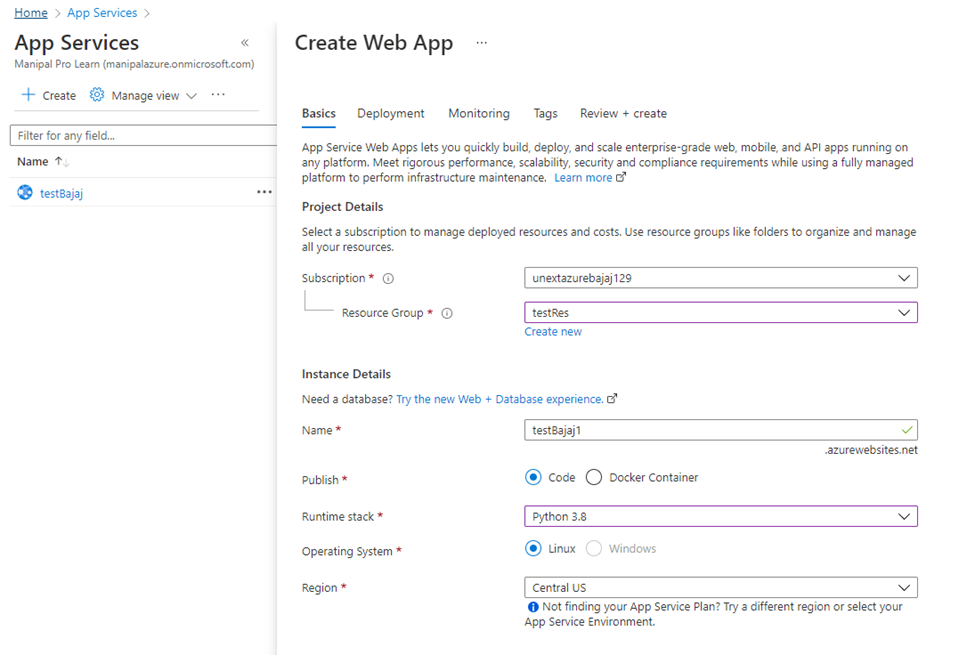 Home > App Services >
App Services «
Manipal Pro Learn (manipalazure.onmicrosoft.com)
+ Create Manage view ···
Filter for any field...
Name ↑↓
testBajaj ···
Create Web App ···
Basics Deployment Monitoring Tags Review + create
App Service Web Apps lets you quickly build, deploy, and scale enterprise-grade web, mobile, and API apps running on
any platform. Meet rigorous performance, scalability, security and compliance requirements while using a fully managed
platform to perform infrastructure maintenance. Learn more
Project Details
Select a subscription to manage deployed resources and costs. Use resource groups like folders to organize and manage
all your resources.
Subscription * unextazurebajaj129
Resource Group * testRes
Create new
Instance Details
Need a database? Try the new Web + Database experience.
Name * testBajaj1
.azurewebsites.net
Publish * Code Docker Container
Runtime stack * Python 3.8
Operating System * Linux Windows
Region * Central US
Not finding your App Service Plan? Try a different region or select your
App Service Environment.